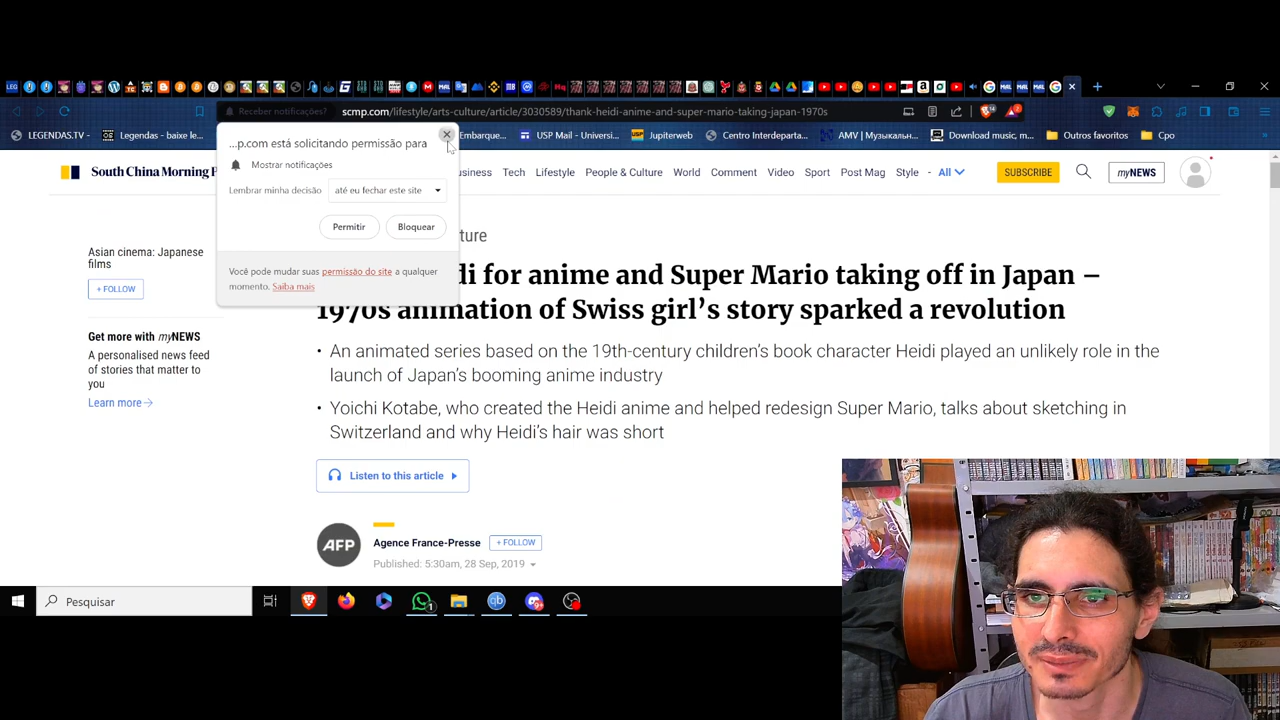 Receber notificações?
scmp.com/lifestyle/arts-culture/article/3030589/thank-heidi-anime-and-super-mario-taking-japan-1970s
LEGENDAS.TV -
Legendas - baixe le...
Embarque...
USP Mail - Universi...
Jupiterweb
Centro Interdeparta...
AMV | Running Man...
Download music, m...
Outros favoritos
Cpo
...p.com está solicitando permissão para
Mostrar notificações
Lembrar minha decisão
até eu fechar este site
Permitir
Bloquear
Você pode mudar suas permissão do site a qualquer
momento. Saiba mais
South China Morning P
usiness
Tech
Lifestyle
People & Culture
World
Comment
Video
Sport
Post Mag
Style
-
All
SUBSCRIBE
myNEWS
Asian cinema: Japanese
films
+ FOLLOW
Get more with myNEWS
A personalised news feed
of stories that matter to
you
Learn more
ture
di for anime and Super Mario taking off in Japan –
1970s animation of Swiss girl’s story sparked a revolution
• An animated series based on the 19th-century children’s book character Heidi played an unlikely role in the
launch of Japan’s booming anime industry
• Yoichi Kotabe, who created the Heidi anime and helped redesign Super Mario, talks about sketching in
Switzerland and why Heidi’s hair was short
Listen to this article
AFP
Agence France-Presse
+ FOLLOW
Published: 5:30am, 28 Sep, 2019
Pesquisar